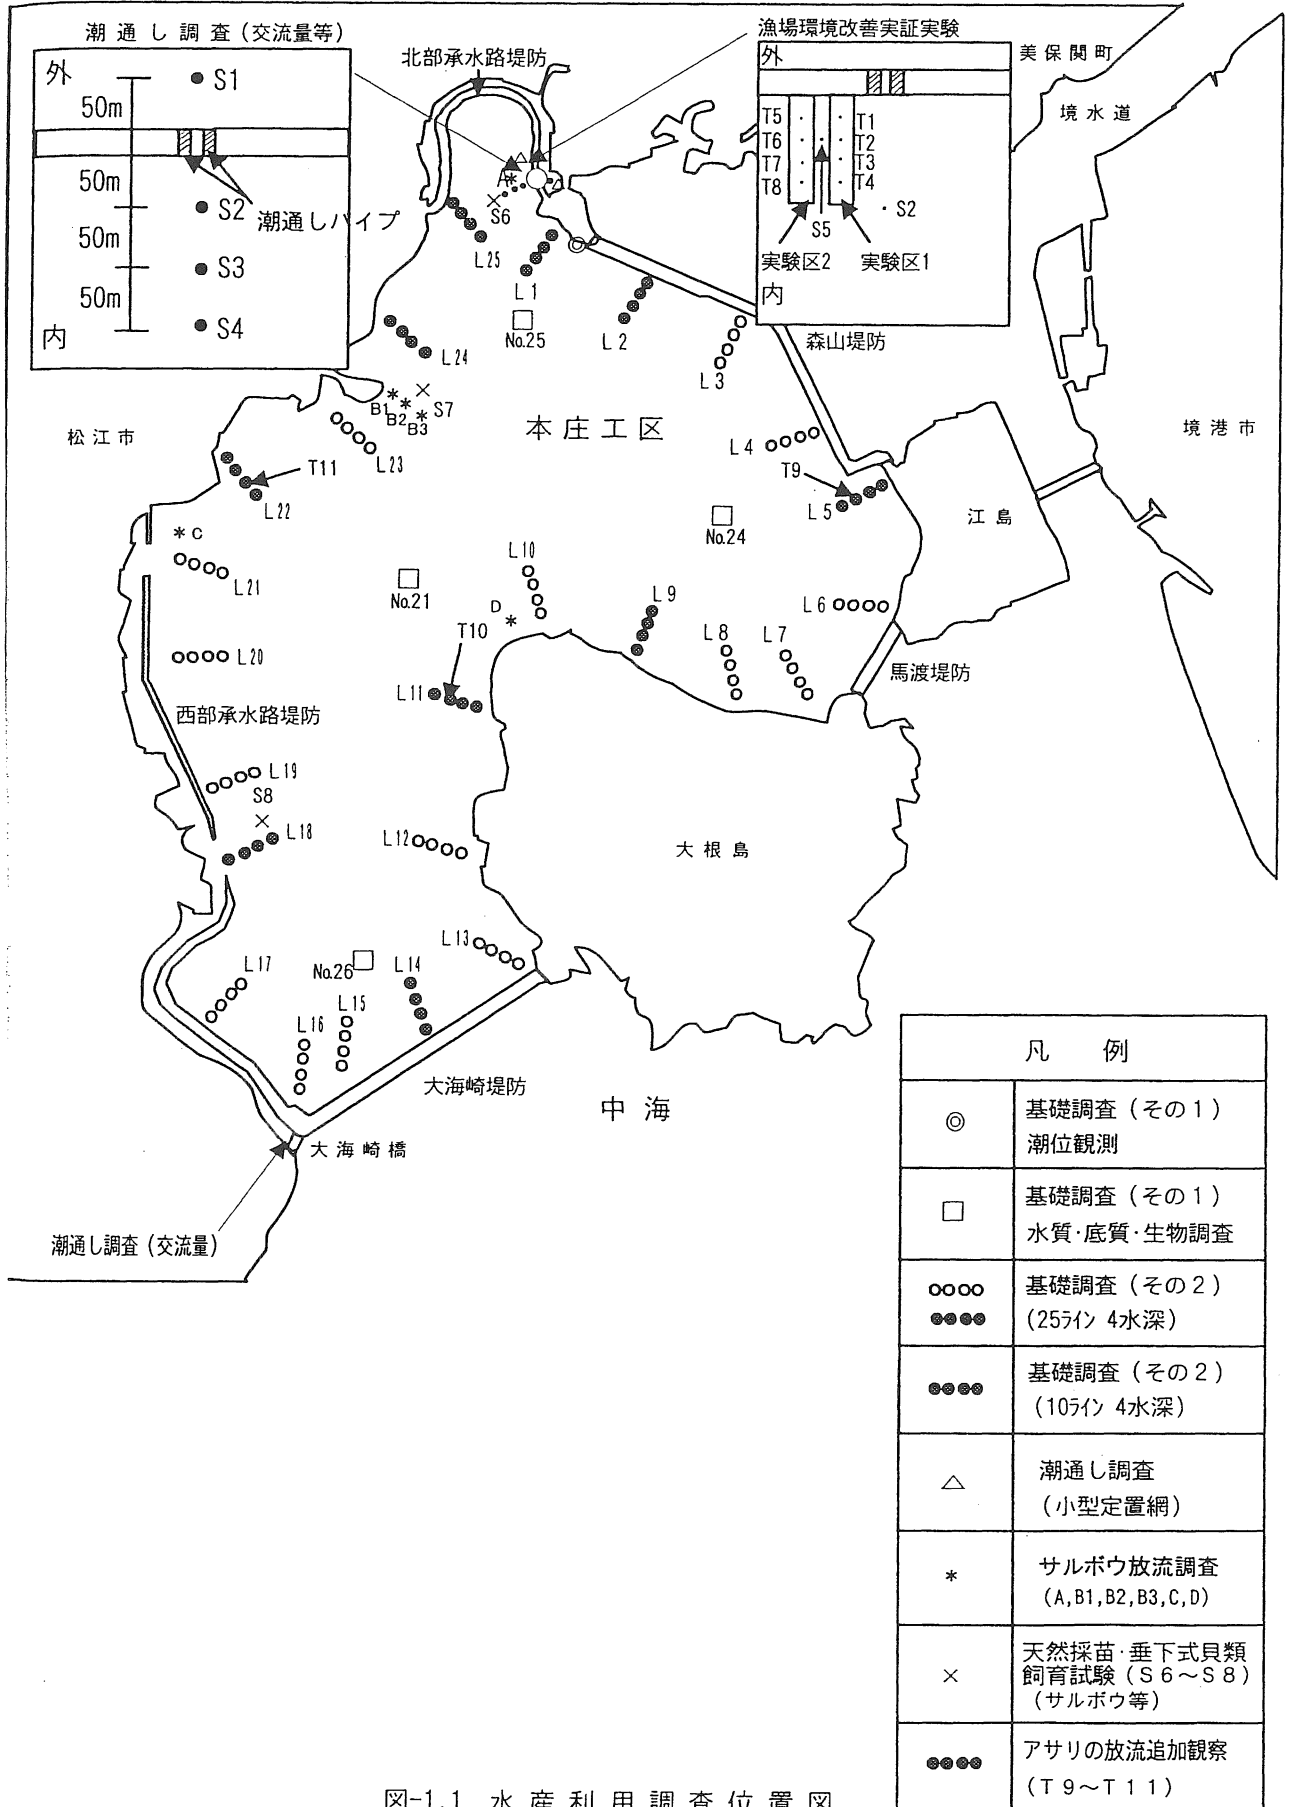 潮通し調査(交流量等)
外
S1
50m
50m
S2
潮通しパイプ
50m
S3
50m
S4
内
北部承水路堤防
漁場環境改善実証実験
外
T5
T6
T7
T8
T1
T2
T3
T4
S2
S5
実験区2
実験区1
内
美保関町
境水道
A
S6
L25
L1
No.25
L2
L3
森山堤防
L24
B1
B2
B3
S7
本庄工区
松江市
境港市
L23
L4
T11
T9
L22
L5
江島
No.24
C
L10
L21
No.21
D
T10
L9
L6
L8
L7
L20
L11
馬渡堤防
西部承水路堤防
L19
S8
L18
L12
大根島
L13
L17
No.26
L14
L15
L16
大海崎堤防
中海
大海崎橋
潮通し調査(交流量)
凡例
基礎調査(その1)
潮位観測
基礎調査(その1)
水質・底質・生物調査
基礎調査(その2)
(25ライン 4水深)
基礎調査(その2)
(10ライン 4水深)
潮通し調査
(小型定置網)
サルボウ放流調査
(A,B1,B2,B3,C,D)
天然採苗・垂下式貝類
飼育試験(S6〜S8)
(サルボウ等)
アサリの放流追加観察
(T9〜T11)
図-1.1 水産利用調査位置図